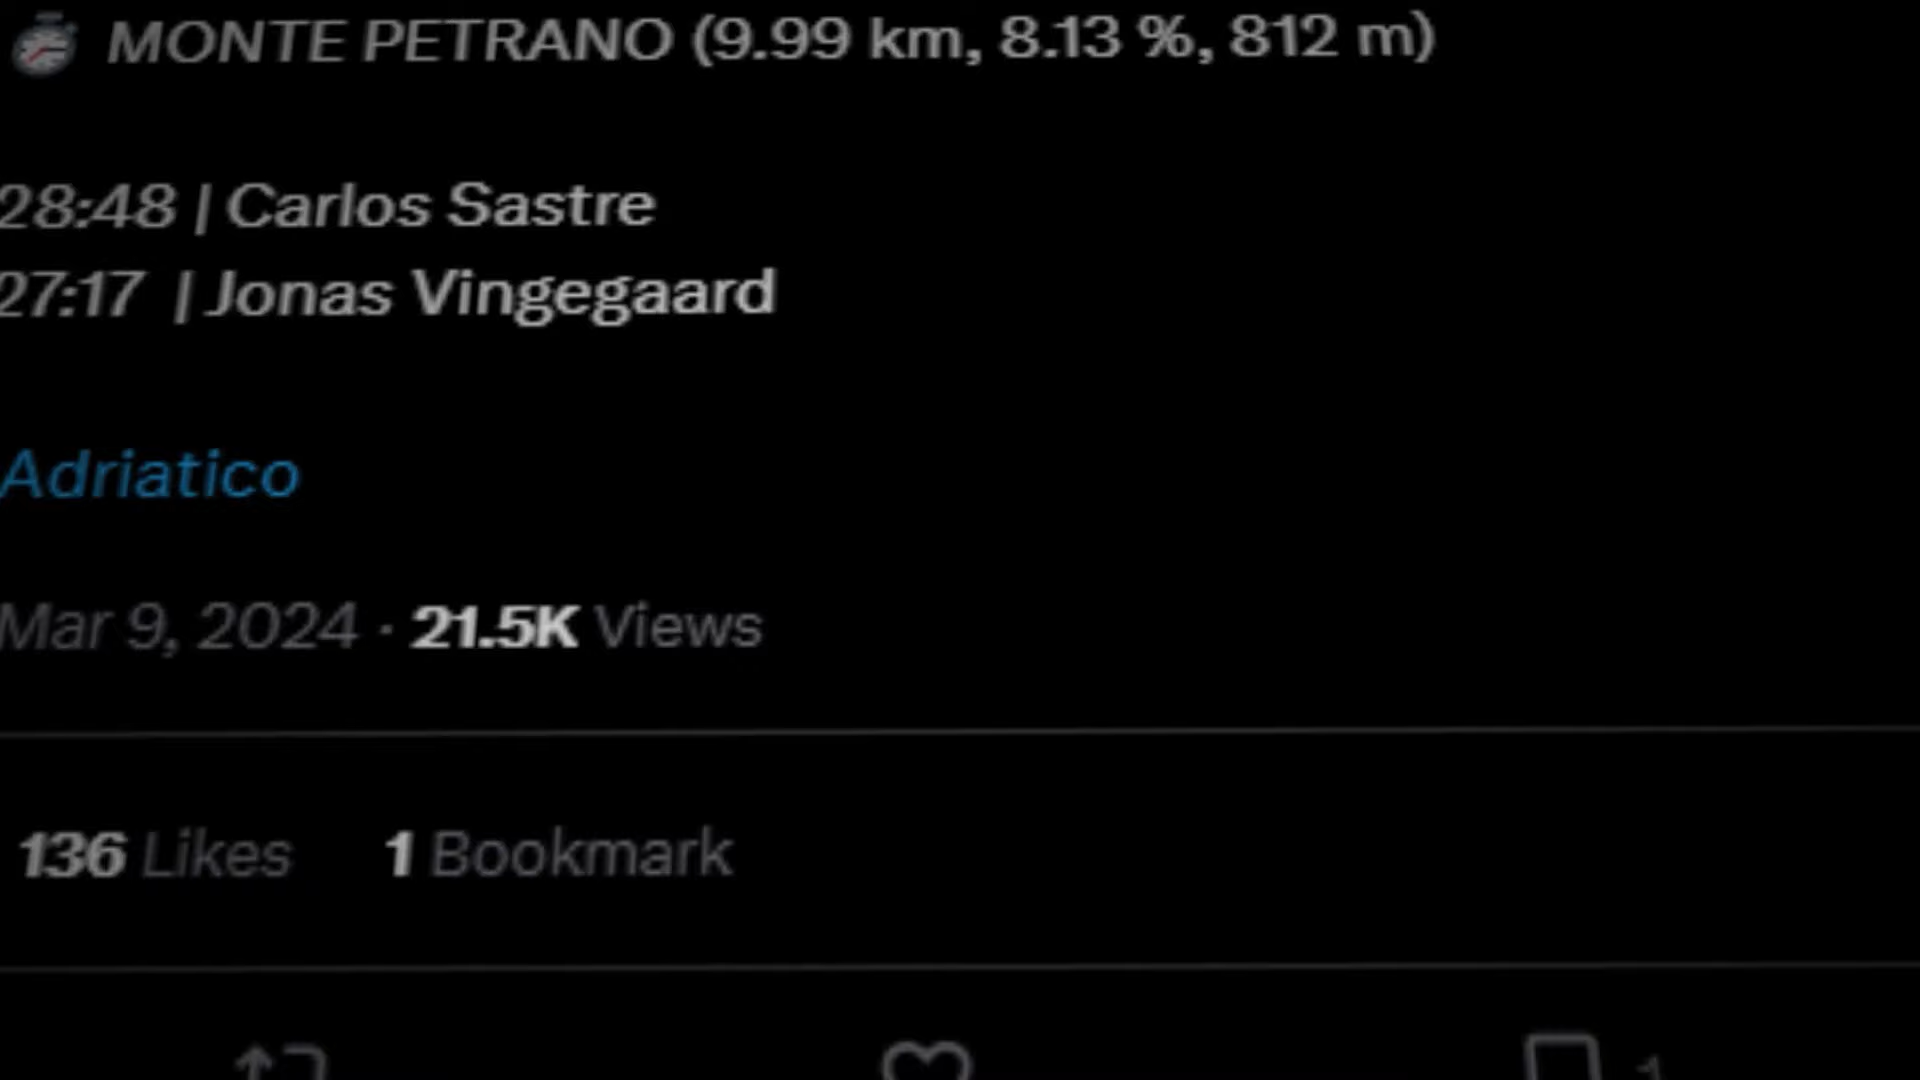 MONTE PETRANO (9.99 km, 8.13 %, 812 m)
28:48 | Carlos Sastre
27:17 | Jonas Vingegaard
Adriatico
Mar 9, 2024 · 21.5K Views
136 Likes 1 Bookmark
1